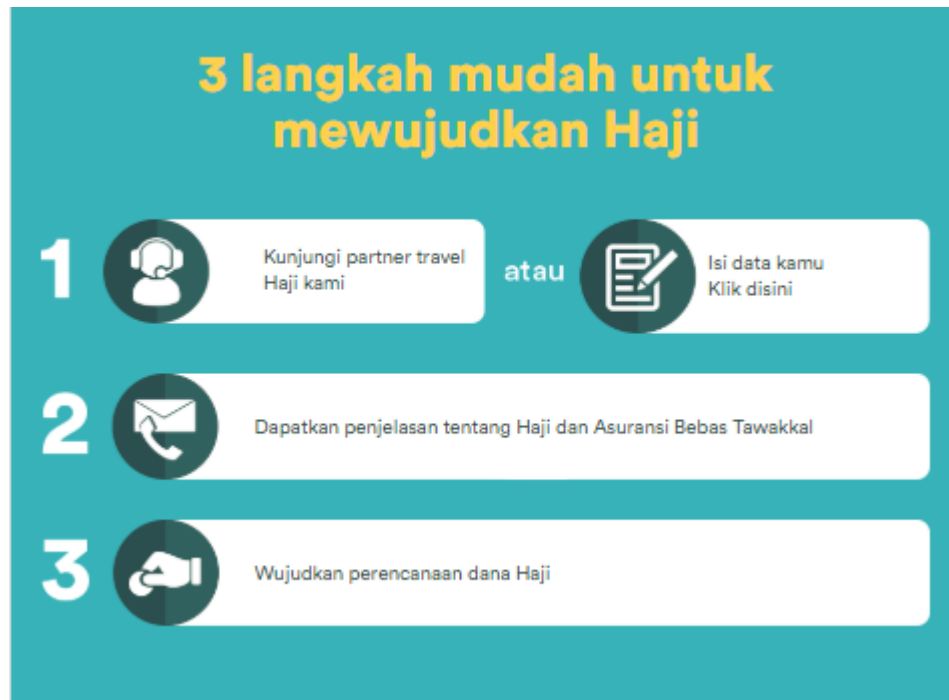 3 langkah mudah untuk
mewujudkan Haji
1
Kunjungi partner travel
Haji kami
atau
Isi data kamu
Klik disini
2
Dapatkan penjelasan tentang Haji dan Asuransi Bebas Tawakkal
3
Wujudkan perencanaan dana Haji